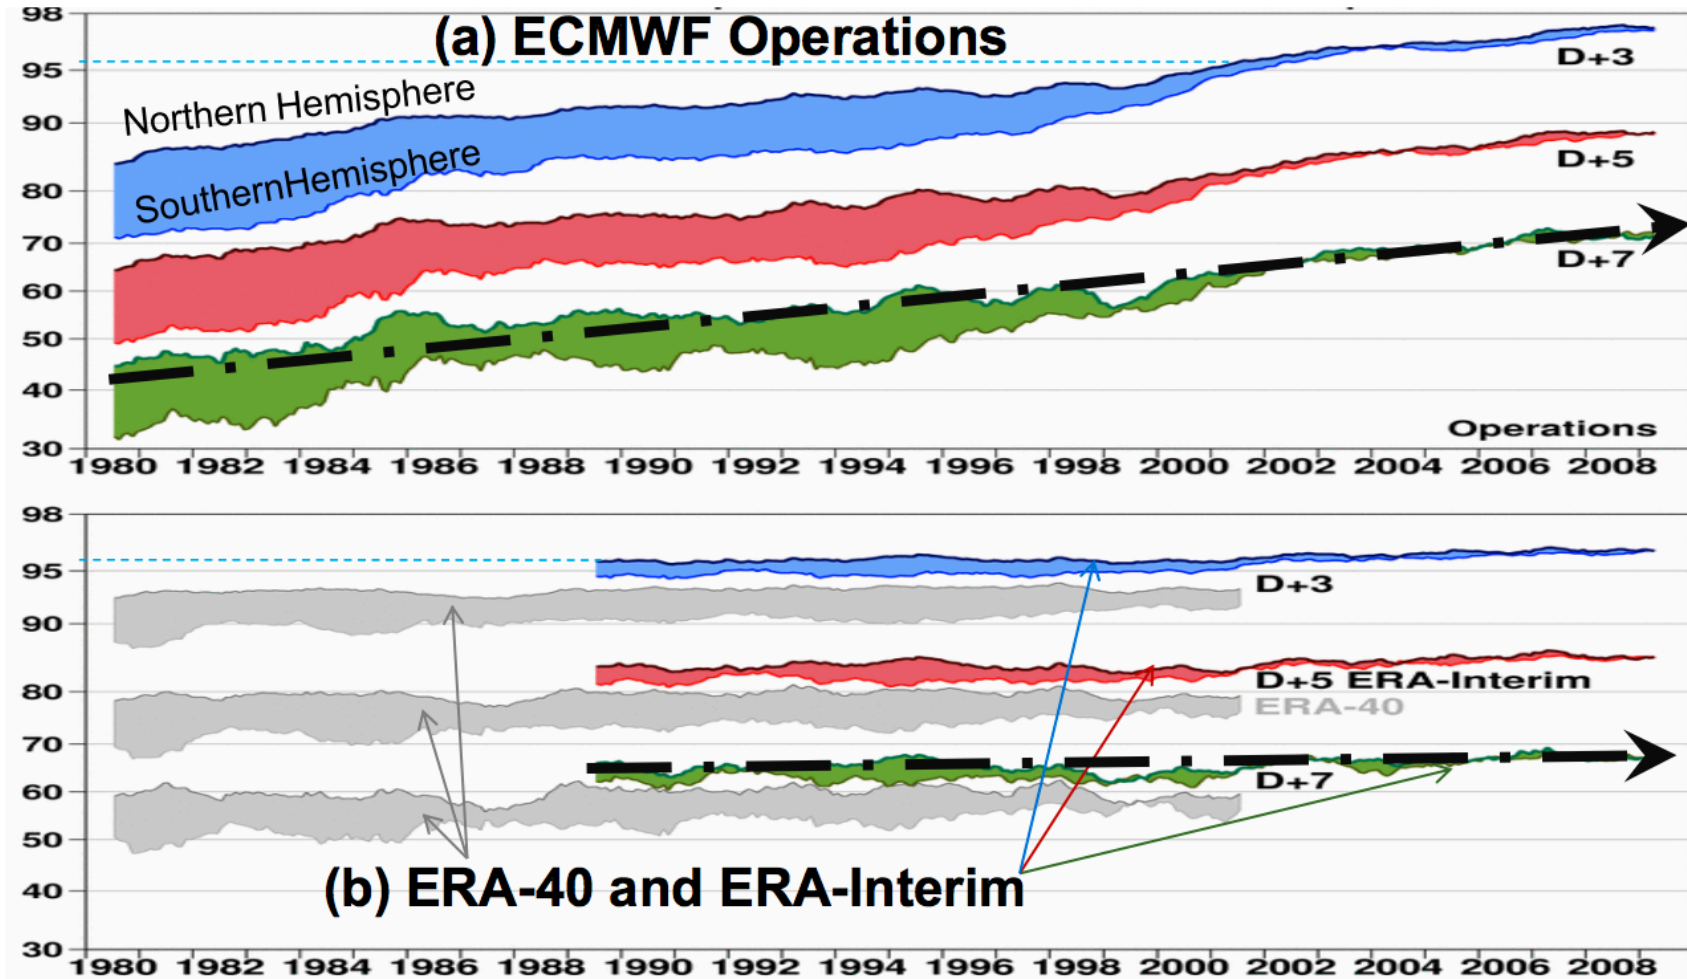 98
(a) ECMWF Operations
95
D+3
Northern Hemisphere
90
SouthernHemisphere
D+5
80
70
D+7
60
50
40
Operations
30
1980 1982 1984 1986 1988 1990 1992 1994 1996 1998 2000 2002 2004 2006 2008
98
95
D+3
90
80
D+5 ERA-Interim
ERA-40
70
D+7
60
50
(b) ERA-40 and ERA-Interim
40
30
1980 1982 1984 1986 1988 1990 1992 1994 1996 1998 2000 2002 2004 2006 2008